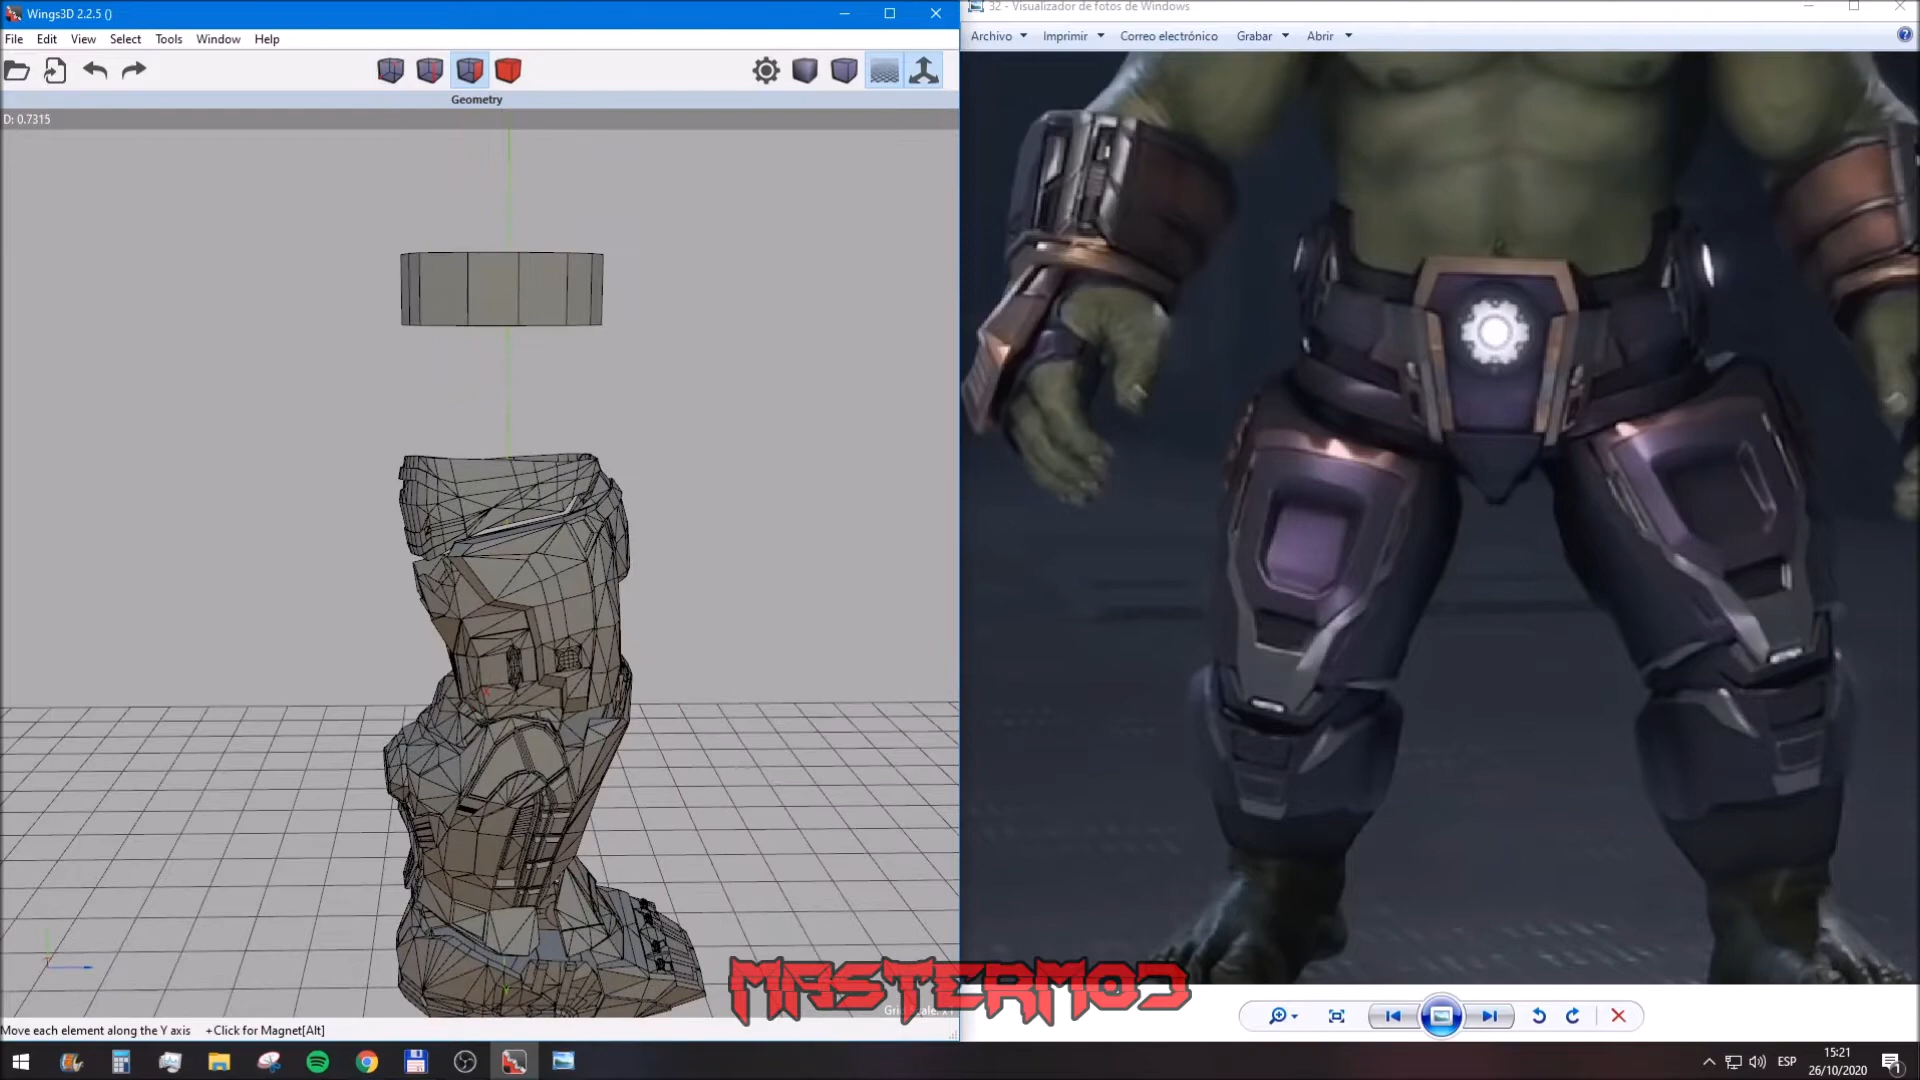 Wings3D 2.2.5 ()
File Edit View Select Tools Window Help
Geometry
D: 0.7315
Move each element along the Y axis +Click for Magnet[Alt]
32 - Visualizador de fotos de Windows
Archivo Imprimir Correo electrónico Grabar Abrir
MASTERMOD
ESP
15:21
26/10/2020
1